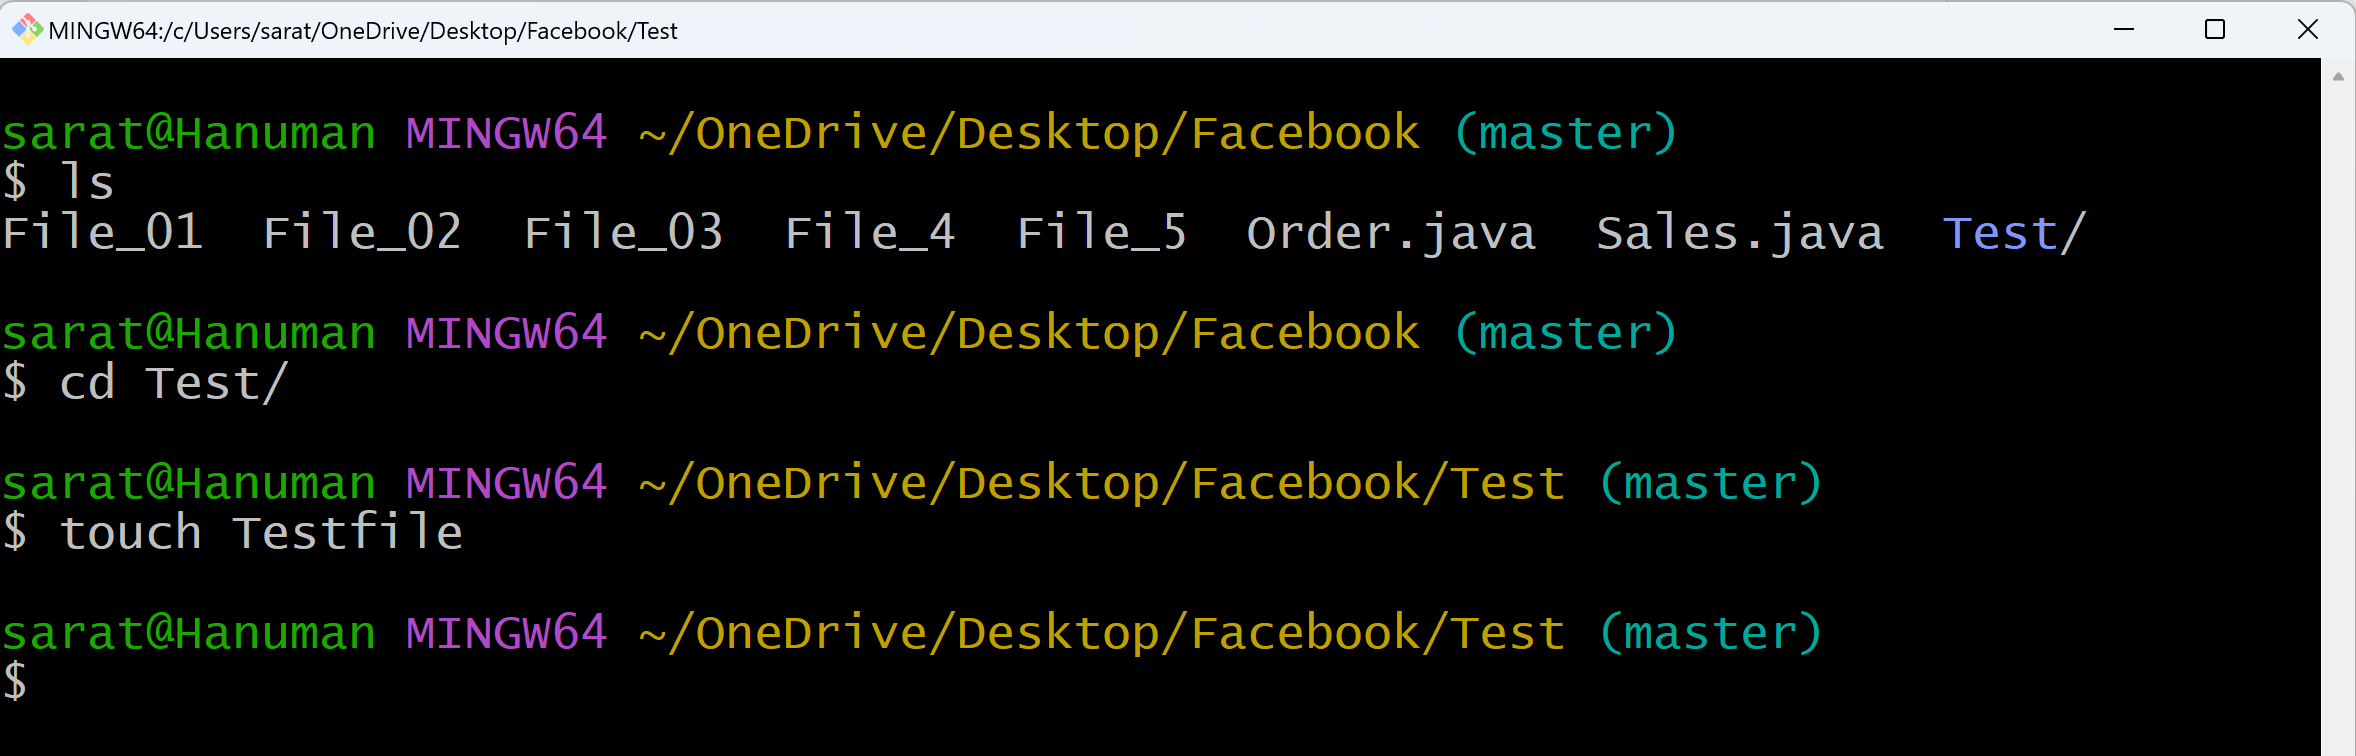 MINGW64:/c/Users/sarat/OneDrive/Desktop/Facebook/Test
sarat@Hanuman MINGW64 ~/OneDrive/Desktop/Facebook (master)
$ ls
File_01  File_02  File_03  File_4  File_5  Order.java  Sales.java  Test/
sarat@Hanuman MINGW64 ~/OneDrive/Desktop/Facebook (master)
$ cd Test/
sarat@Hanuman MINGW64 ~/OneDrive/Desktop/Facebook/Test (master)
$ touch Testfile
sarat@Hanuman MINGW64 ~/OneDrive/Desktop/Facebook/Test (master)
$